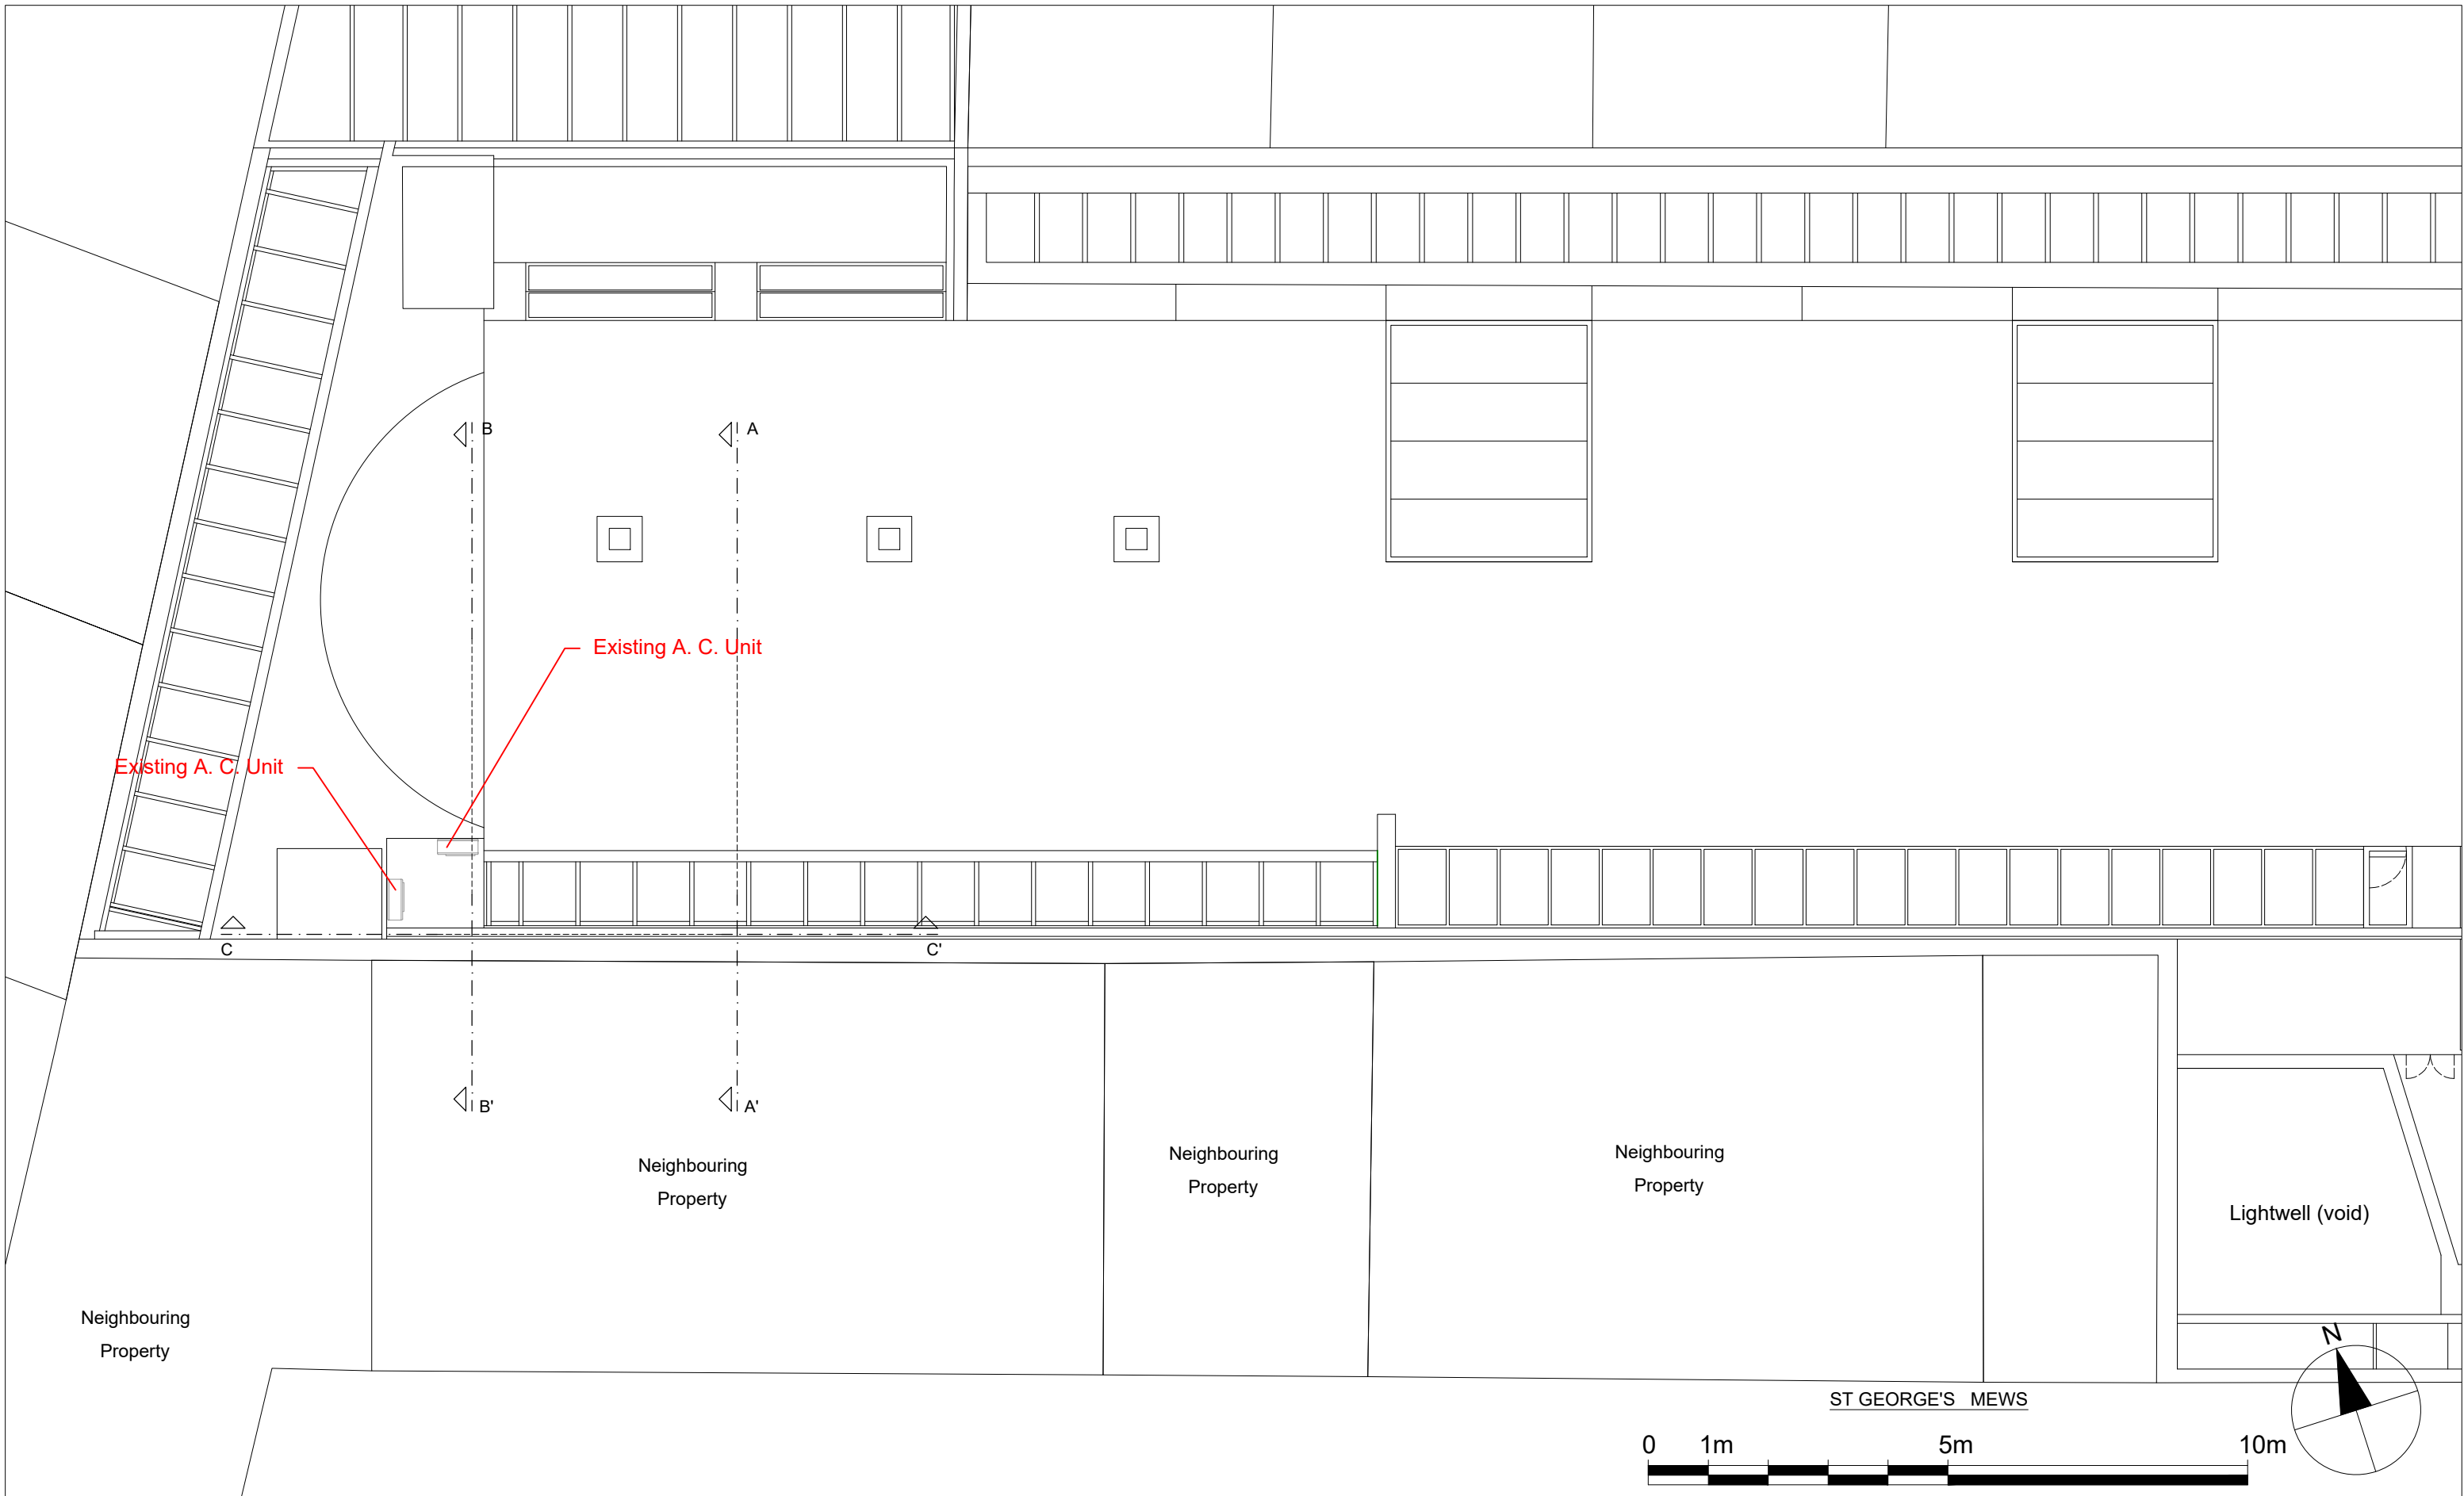 B
A
Existing A. C. Unit
Existing A. C. Unit
C
C'
B'
A'
Neighbouring
Property
Neighbouring
Property
Neighbouring
Property
Lightwell (void)
Neighbouring
Property
N
ST GEORGE'S MEWS
0 1m 5m 10m